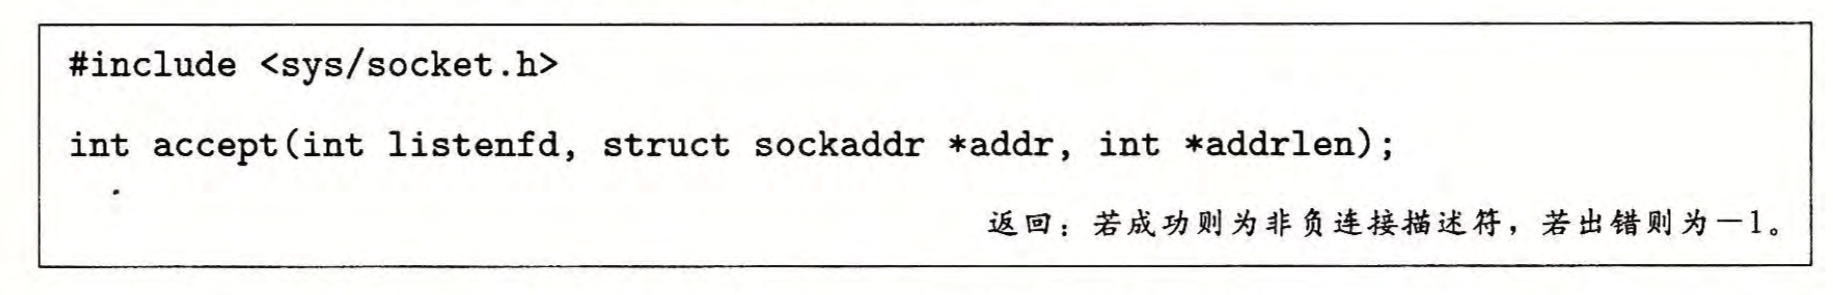 #include <sys/socket.h>
int accept(int listenfd, struct sockaddr *addr, int *addrlen);
返回：若成功则为非负连接描述符，若出错则为－1。